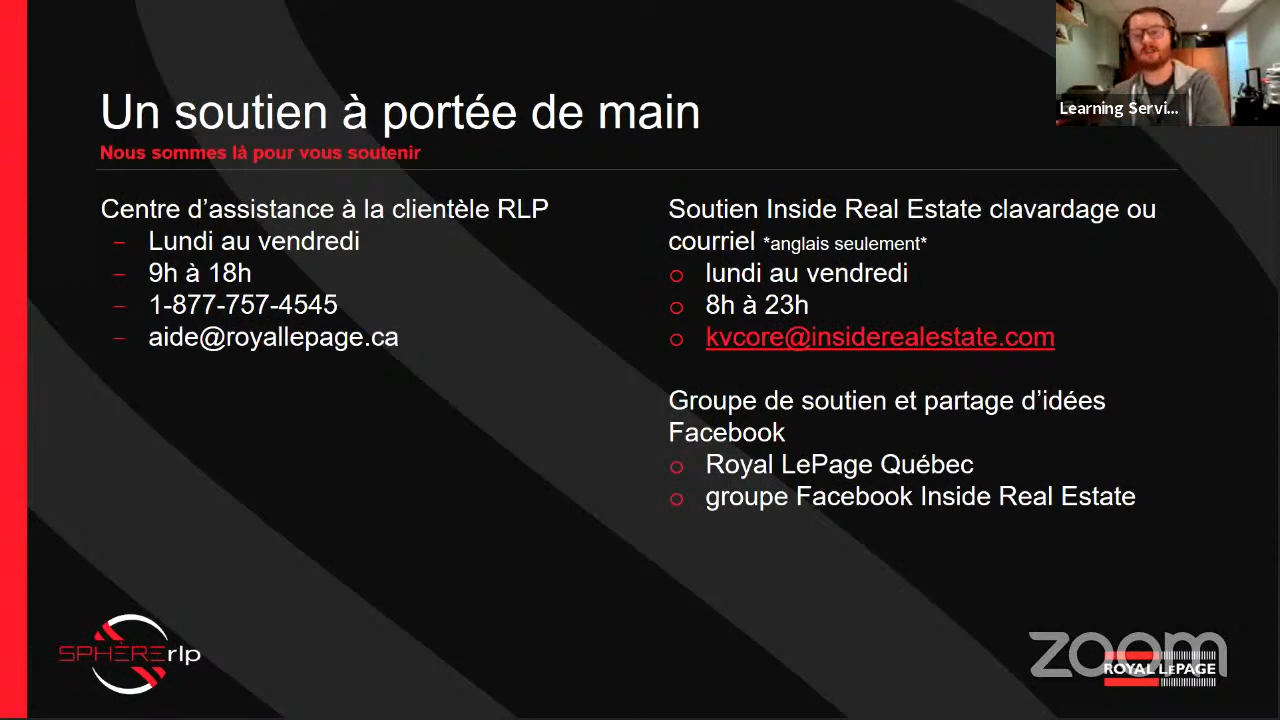 Un soutien à portée de main
Nous sommes là pour vous soutenir
Centre d’assistance à la clientèle RLP
– Lundi au vendredi
– 9h à 18h
– 1-877-757-4545
– aide@royallepage.ca
Soutien Inside Real Estate clavardage ou
courriel *anglais seulement*
o lundi au vendredi
o 8h à 23h
o kvcore@insiderealestate.com
Groupe de soutien et partage d’idées
Facebook
o Royal LePage Québec
o groupe Facebook Inside Real Estate
Learning Servi...
SPHÈRErlp
zoom
ROYAL LEPAGE